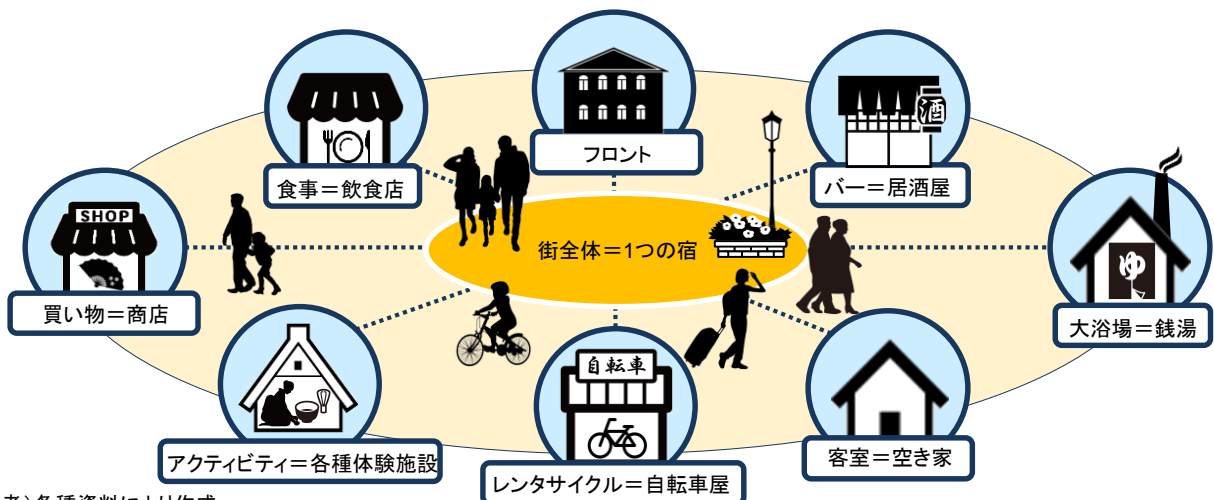 フロント
酒
食事＝飲食店
バー＝居酒屋
SHOP
街全体＝1つの宿
ゆ
買い物＝商店
大浴場＝銭湯
自転車
アクティビティ＝各種体験施設
客室＝空き家
レンタサイクル＝自転車屋